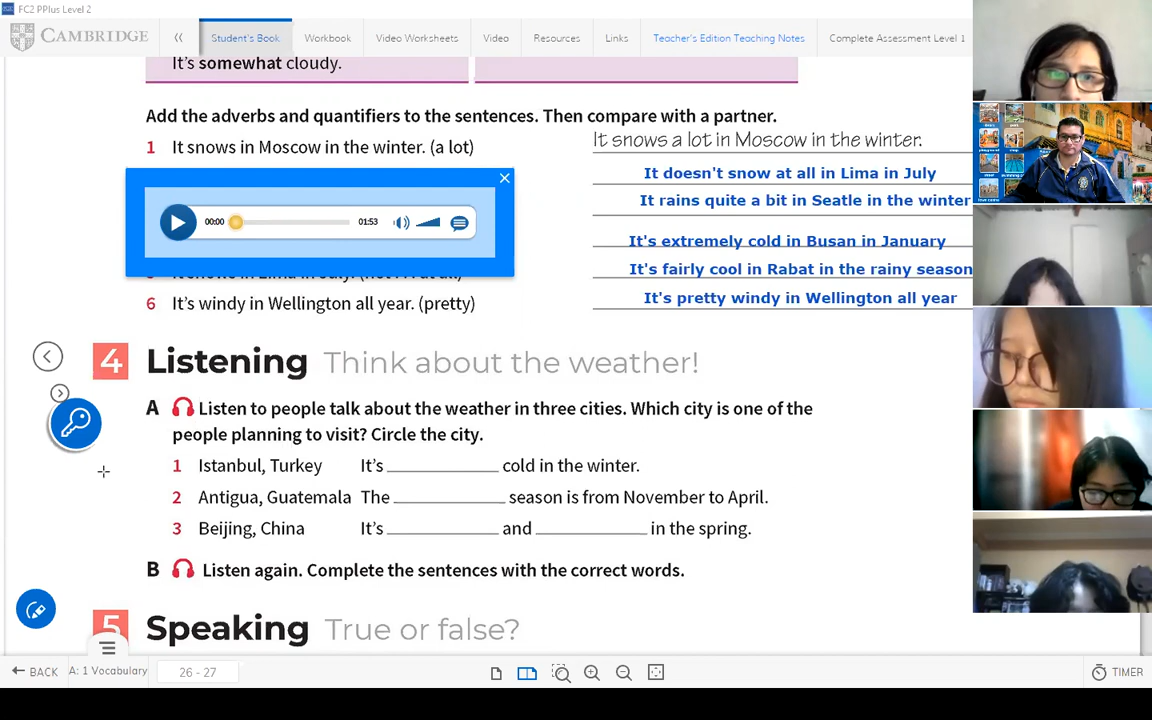 FC2 PPlus Level 2
CAMBRIDGE
Student's Book
Workbook
Video Worksheets
Video
Resources
Links
Teacher's Edition Teaching Notes
Complete Assessment Level 1
It's somewhat cloudy.
Add the adverbs and quantifiers to the sentences. Then compare with a partner.
1 It snows in Moscow in the winter. (a lot)
It snows a lot in Moscow in the winter.
It doesn't snow at all in Lima in July
It rains quite a bit in Seatle in the winter
00:00
01:53
It's extremely cold in Busan in January
It's fairly cool in Rabat in the rainy season
6 It's windy in Wellington all year. (pretty)
It's pretty windy in Wellington all year
4 Listening Think about the weather!
A Listen to people talk about the weather in three cities. Which city is one of the
people planning to visit? Circle the city.
1 Istanbul, Turkey It's ____________ cold in the winter.
2 Antigua, Guatemala The ____________ season is from November to April.
3 Beijing, China It's ____________ and ____________ in the spring.
B Listen again. Complete the sentences with the correct words.
5 Speaking True or false?
BACK
A: 1 Vocabulary
26 - 27
TIMER